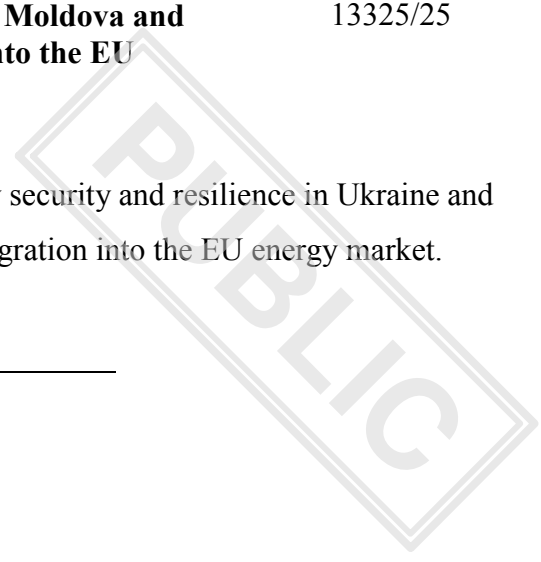 Moldova and 13325/25
nto the EU
security and resilience in Ukraine and
gration into the EU energy market.
PUBLIC